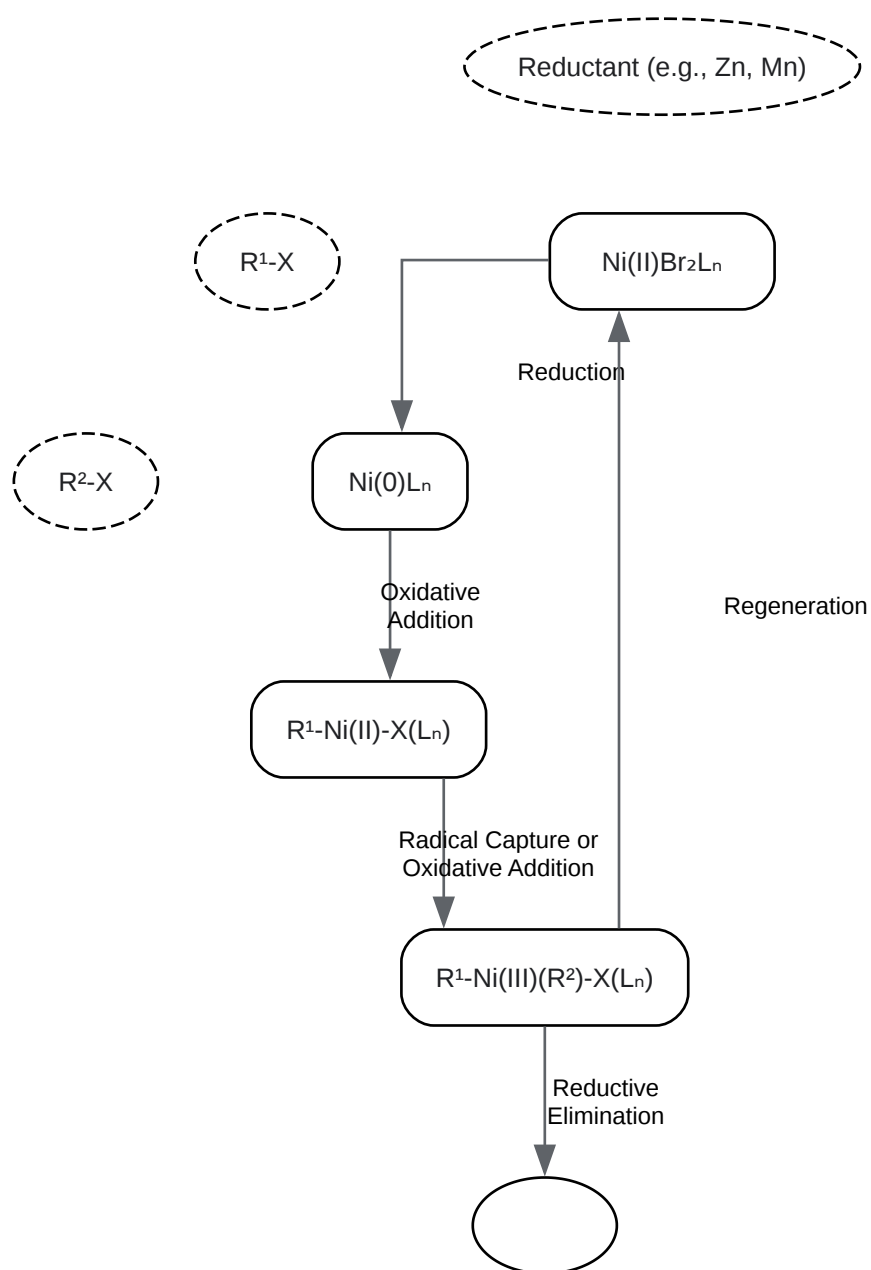 Reductant (e.g., Zn, Mn)
R¹-X
Ni(II)Br₂Lₙ
Reduction
R²-X
Ni(0)Lₙ
Oxidative
Addition
Regeneration
R¹-Ni(II)-X(Lₙ)
Radical Capture or
Oxidative Addition
R¹-Ni(III)(R²)-X(Lₙ)
Reductive
Elimination